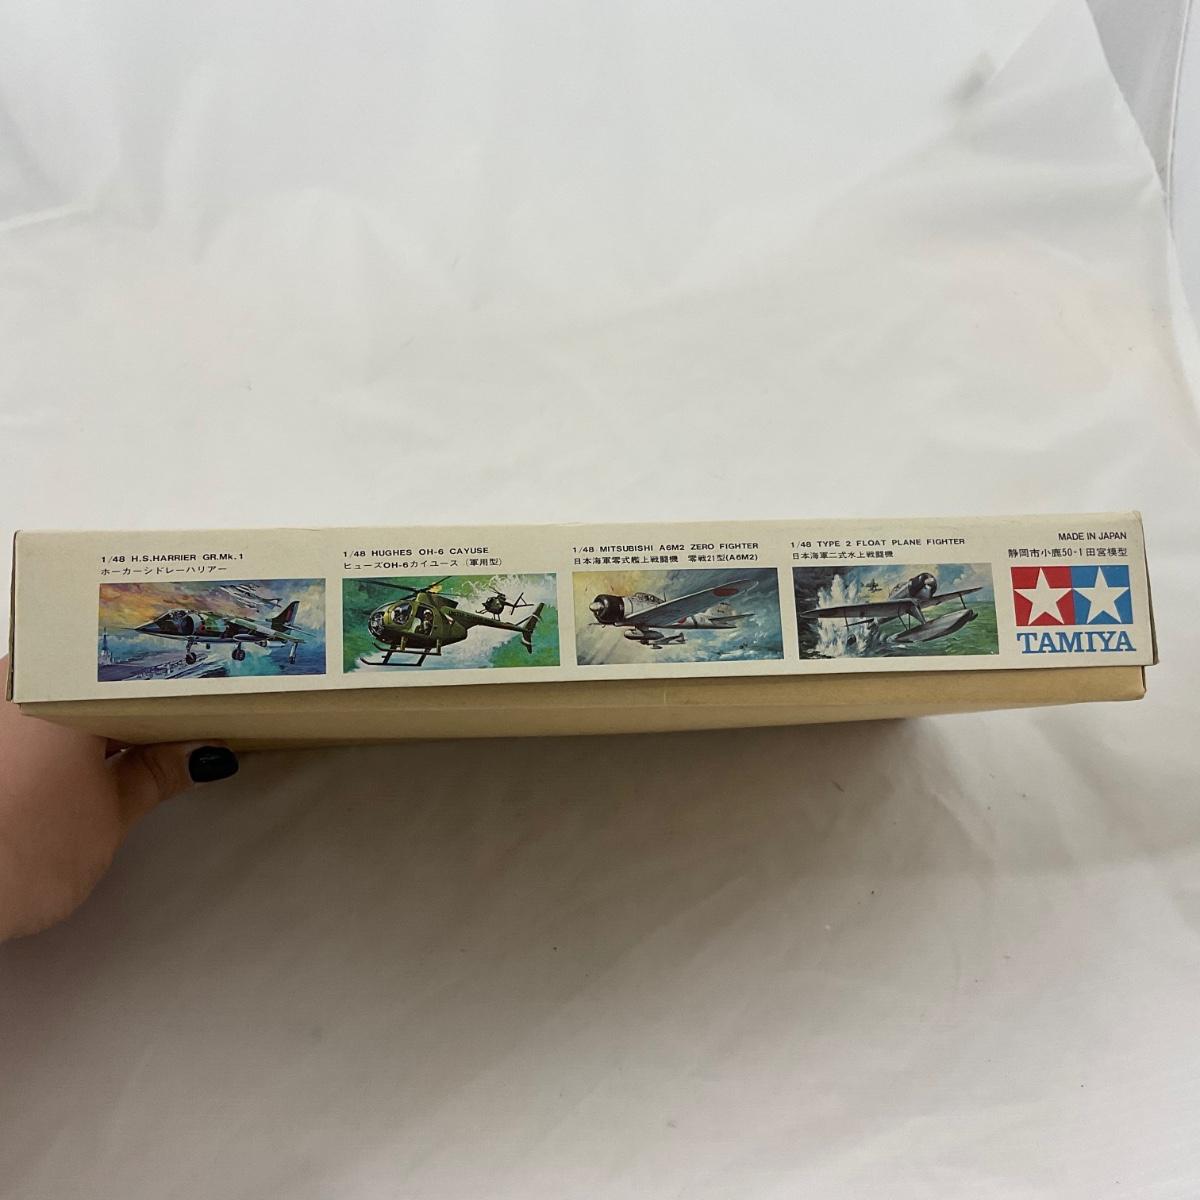 1/48 H.S.HARRIER GR.Mk.1
ホーカーシドレーハリアー
1/48 HUGHES OH-6 CAYUSE
ヒューズOH-6カイユース（軍用型）
1/48 MITSUBISHI A6M2 ZERO FIGHTER
日本海軍零式艦上戦闘機 零戦21型(A6M2)
1/48 TYPE 2 FLOAT PLANE FIGHTER
日本海軍二式水上戦闘機
MADE IN JAPAN
静岡市小鹿50-1田宮模型
TAMIYA